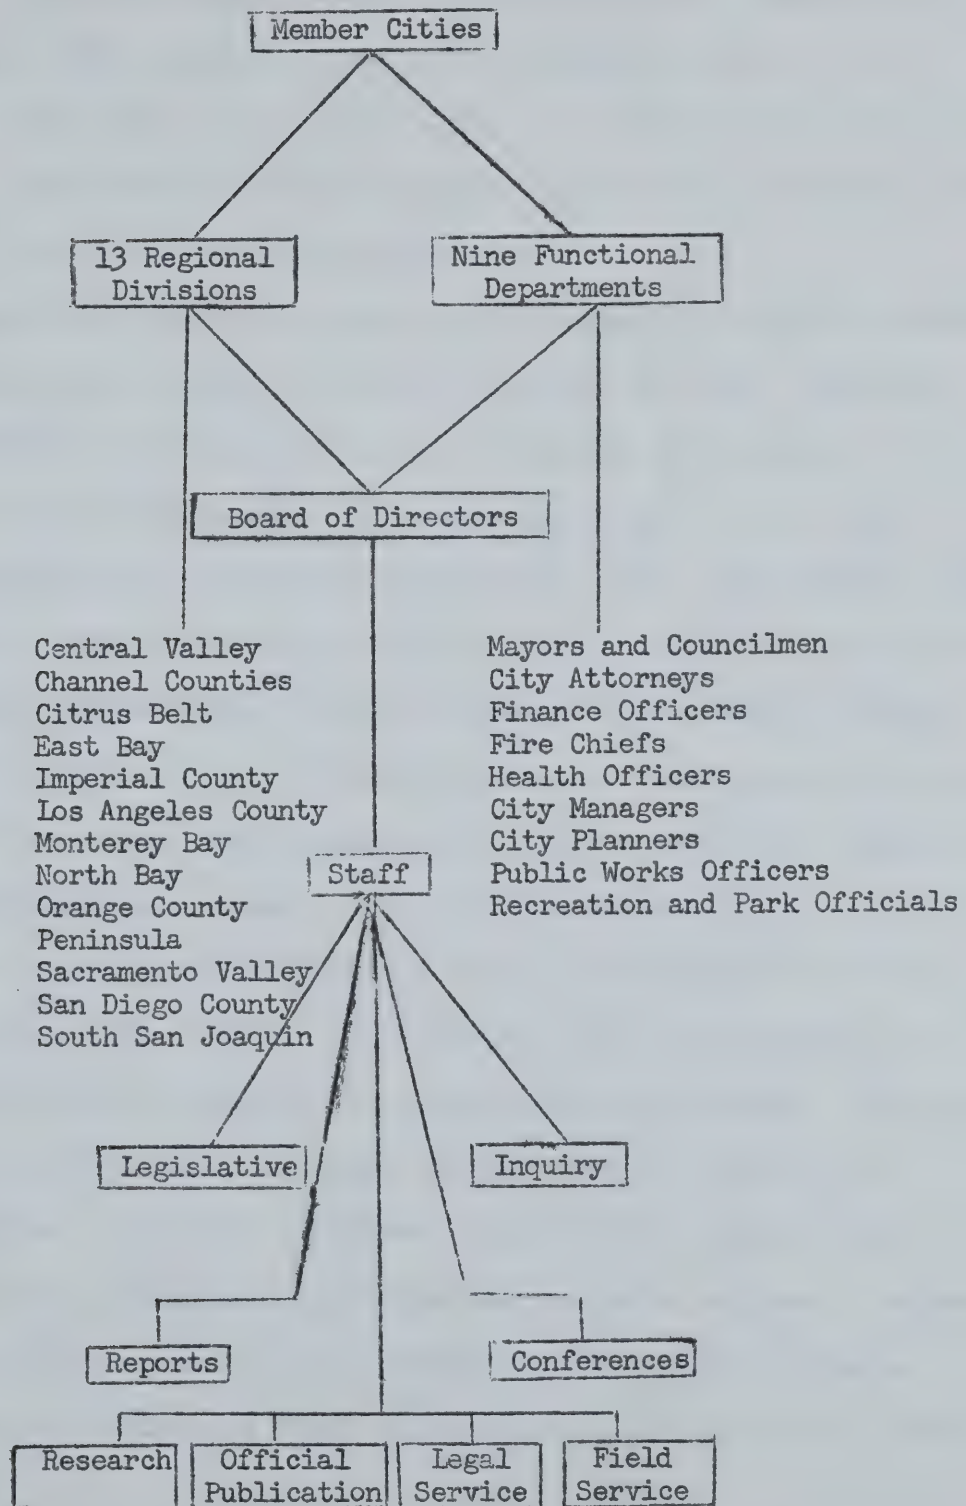 Member Cities
13 Regional
Divisions
Nine Functional
Departments
Board of Directors
Central Valley
Channel Counties
Citrus Belt
East Bay
Imperial County
Los Angeles County
Monterey Bay
North Bay
Orange County
Peninsula
Sacramento Valley
San Diego County
South San Joaquin
Mayors and Councilmen
City Attorneys
Finance Officers
Fire Chiefs
Health Officers
City Managers
City Planners
Public Works Officers
Recreation and Park Officials
Staff
Legislative
Inquiry
Reports
Conferences
Research
Official
Publication
Legal
Service
Field
Service